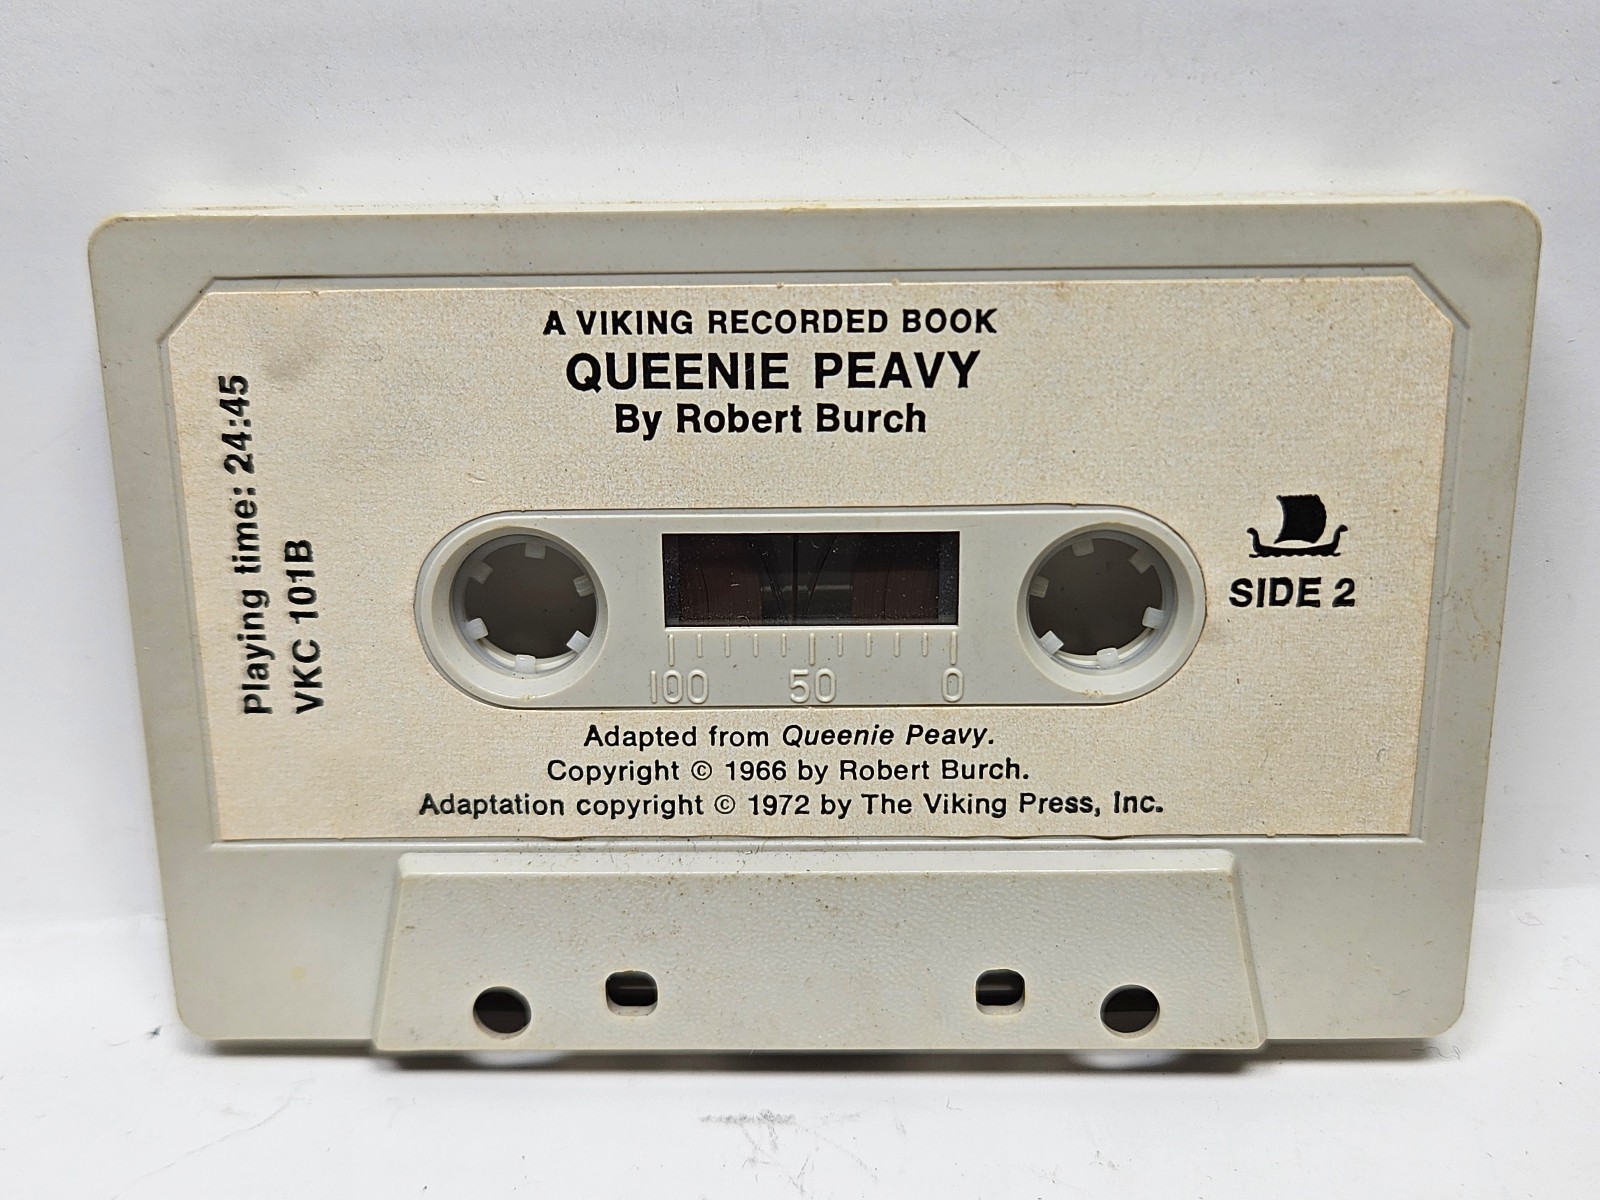 A VIKING RECORDED BOOK
QUEENIE PEAVY
By Robert Burch
Playing time: 24:45
VKC 101B
SIDE 2
100 50 0
Adapted from Queenie Peavy.
Copyright © 1966 by Robert Burch.
Adaptation copyright © 1972 by The Viking Press, Inc.